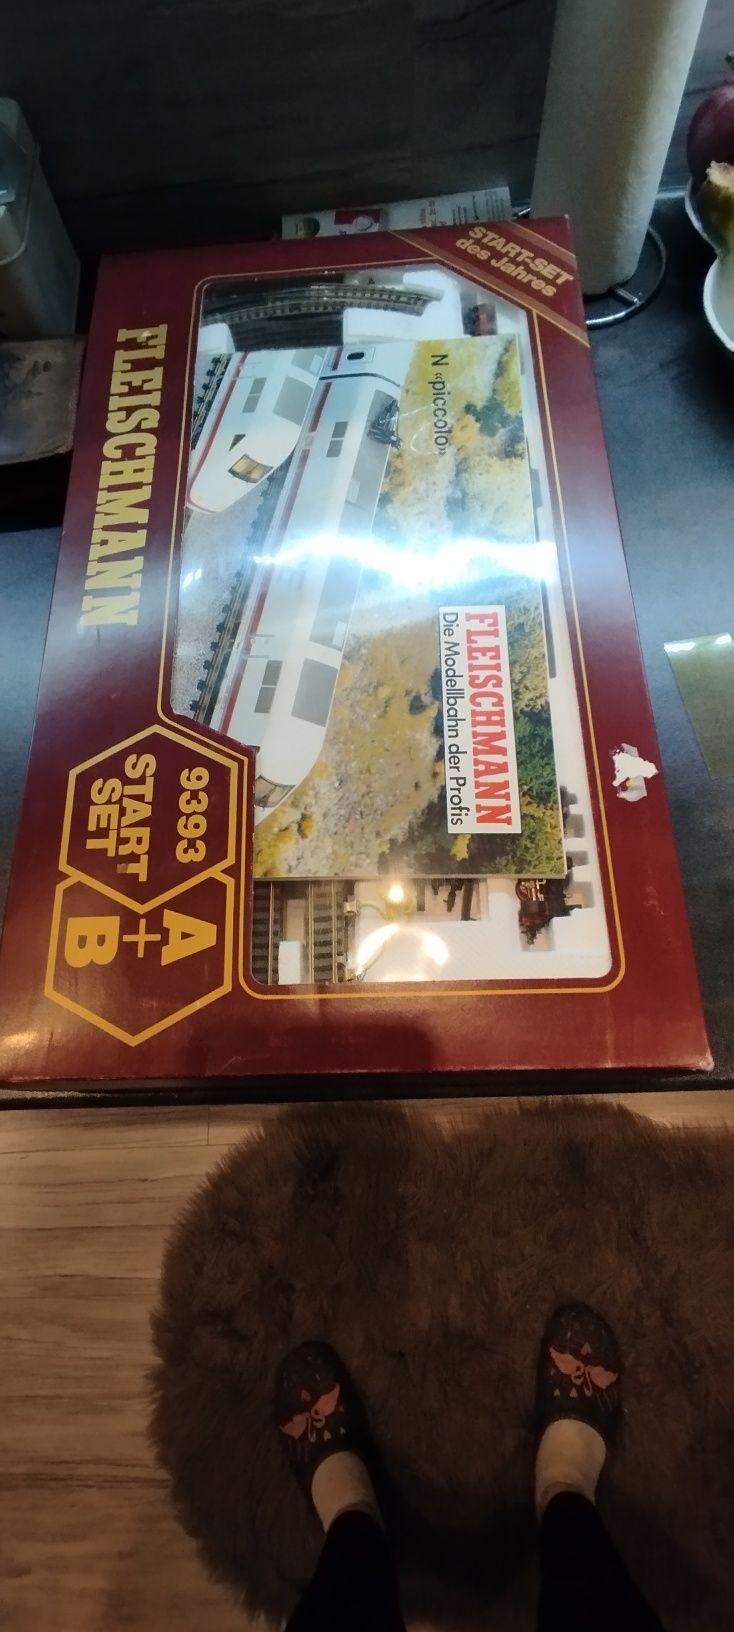 START-SET
des Jahres
FLEISCHMANN
N «piccolo»
FLEISCHMANN
Die Modellbahn der Profis
9393
START
SET
A
+
B